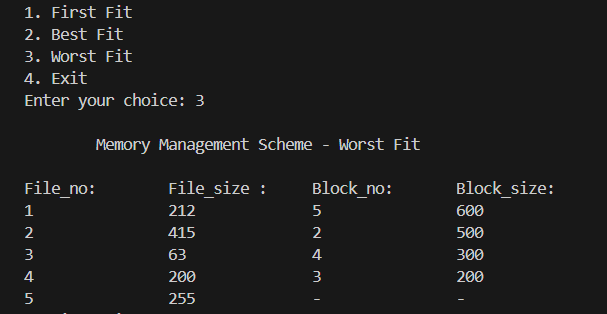 1. First Fit
2. Best Fit
3. Worst Fit
4. Exit
Enter your choice: 3
Memory Management Scheme - Worst Fit
File_no: File_size : Block_no: Block_size:
1 212 5 600
2 415 2 500
3 63 4 300
4 200 3 200
5 255 - -